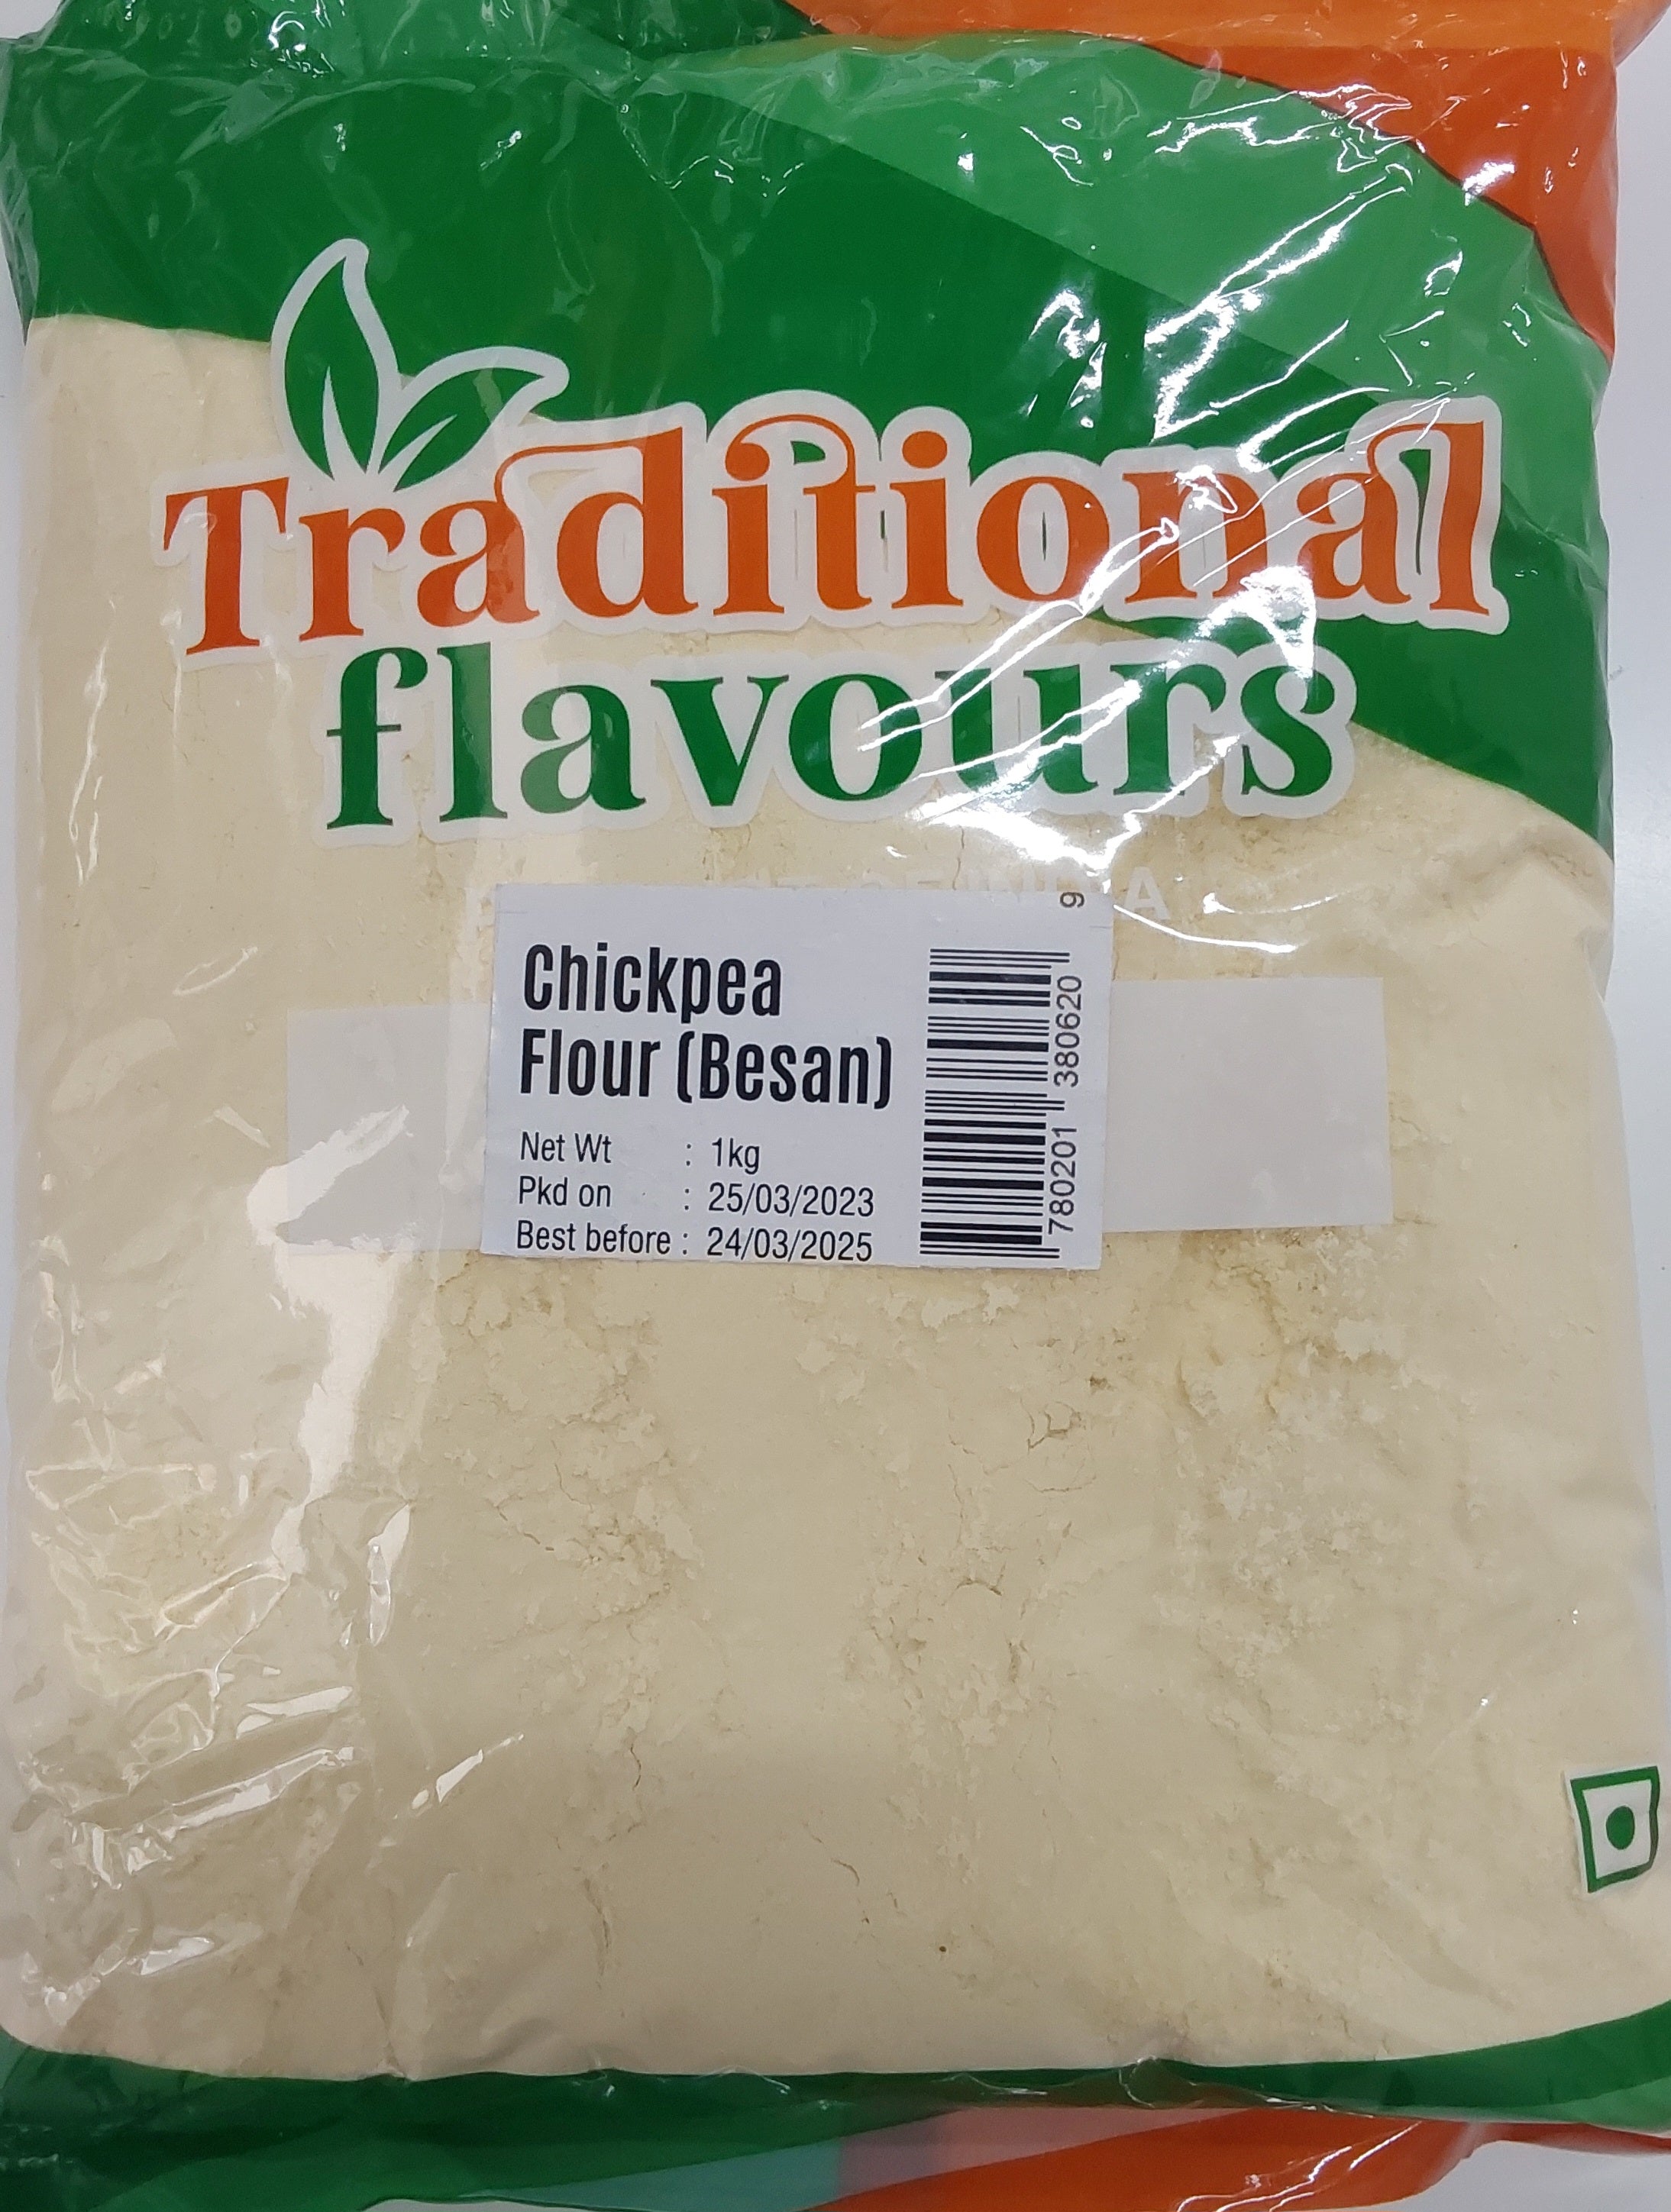 Traditional
flavours
Chickpea
Flour (Besan)
Net Wt : 1kg
Pkd on : 25/03/2023
Best before : 24/03/2025
9 780201 380620